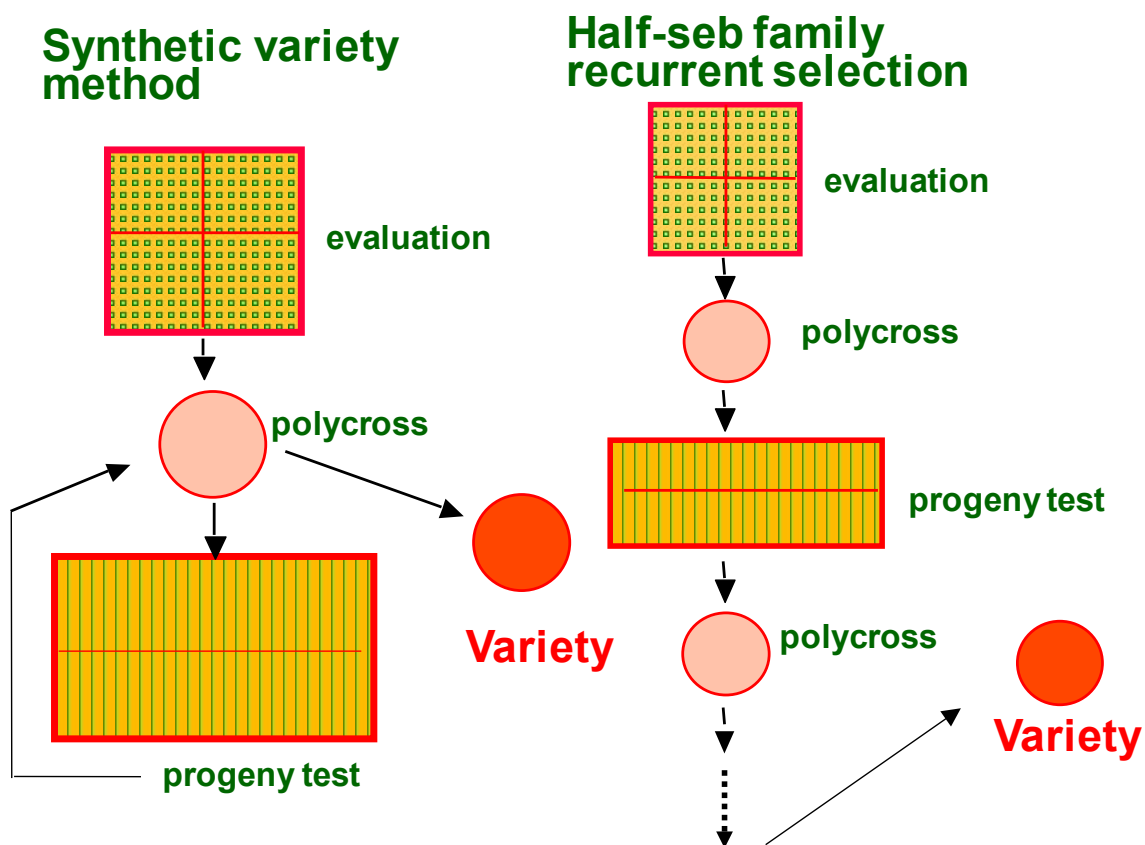 Synthetic variety
method
evaluation
polycross
Variety
progeny test
Half-seb family
recurrent selection
evaluation
polycross
progeny test
polycross
Variety